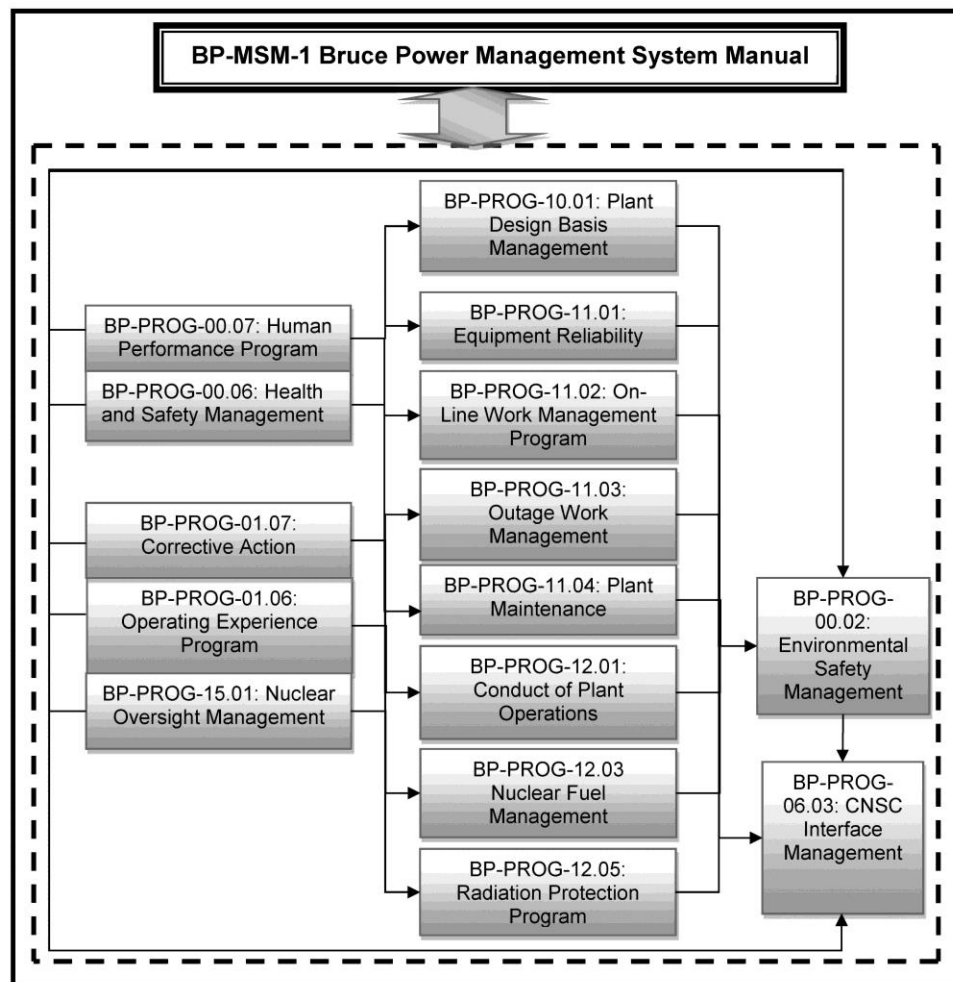 BP-MSM-1 Bruce Power Management System Manual
BP-PROG-10.01: Plant
Design Basis
Management
BP-PROG-00.07: Human
Performance Program
BP-PROG-00.06: Health
and Safety Management
BP-PROG-01.07:
Corrective Action
BP-PROG-01.06:
Operating Experience
Program
BP-PROG-15.01: Nuclear
Oversight Management
BP-PROG-11.01:
Equipment Reliability
BP-PROG-11.02: On-
Line Work Management
Program
BP-PROG-11.03:
Outage Work
Management
BP-PROG-11.04: Plant
Maintenance
BP-PROG-12.01:
Conduct of Plant
Operations
BP-PROG-12.03
Nuclear Fuel
Management
BP-PROG-12.05:
Radiation Protection
Program
BP-PROG-
00.02:
Environmental
Safety
Management
BP-PROG-
06.03: CNSC
Interface
Management